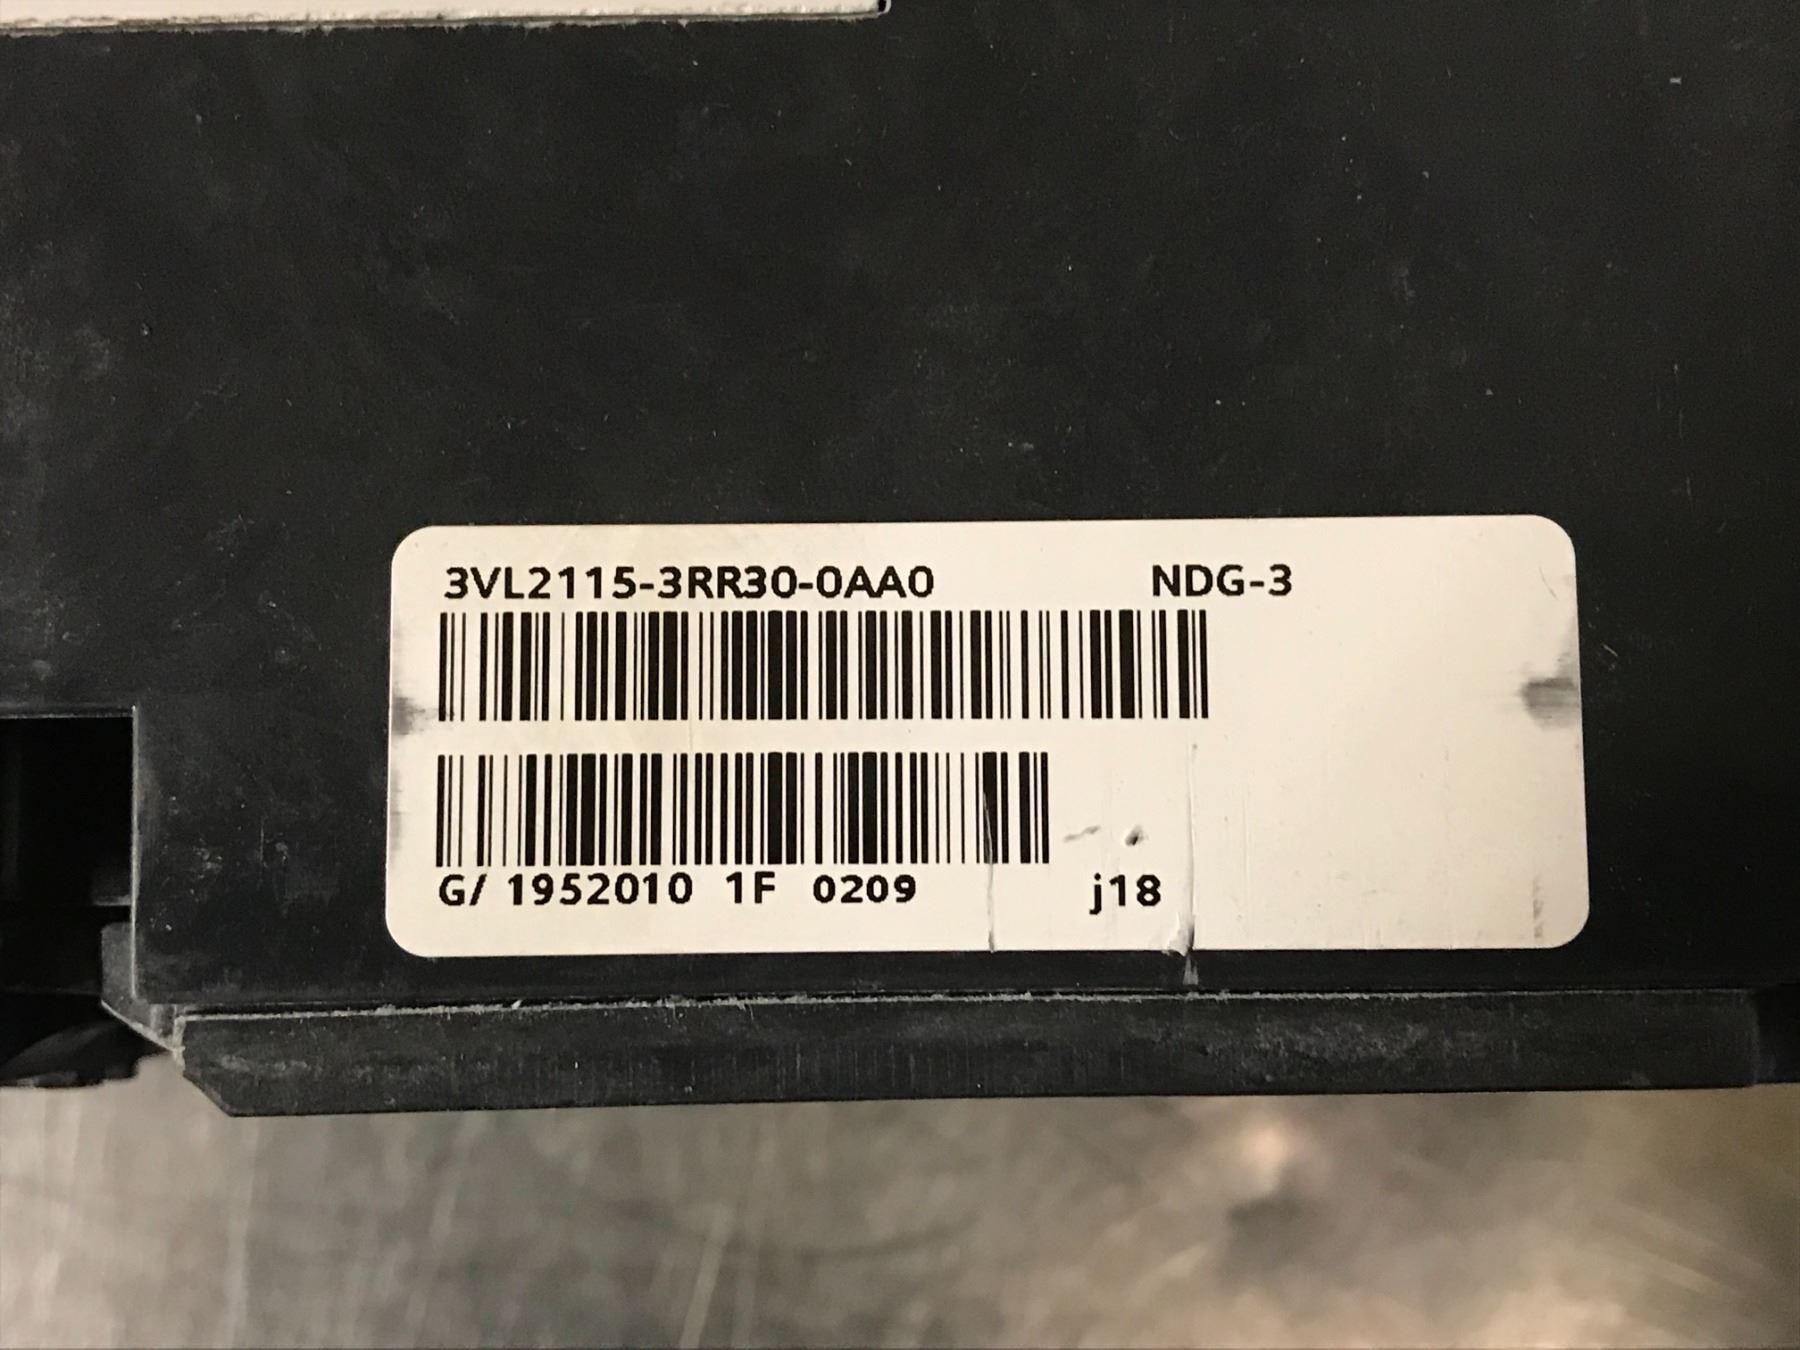 3VL2115-3RR30-0AA0 NDG-3
G/ 1952010 1F 0209 j18